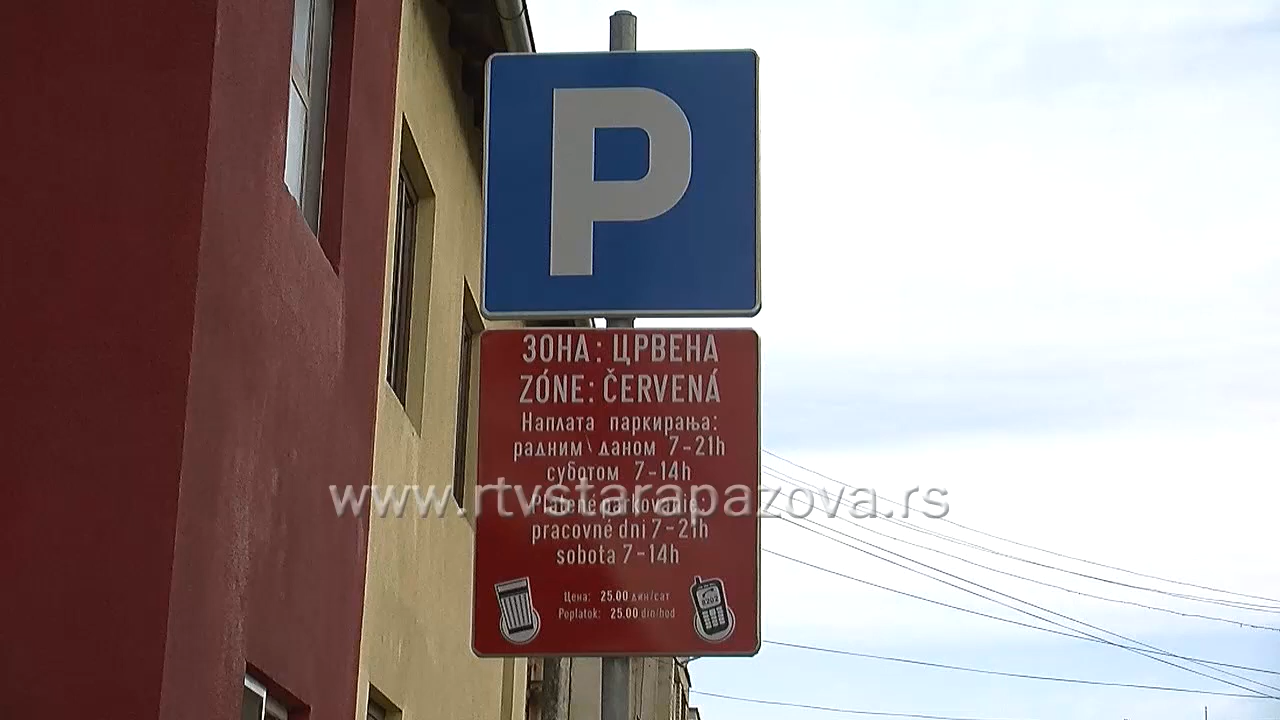 P
ЗОНА: ЦРВЕНА
ZÓNE: ČERVENÁ
Наплата паркирања:
радним даном 7-21h
суботом 7-14h
www.rtvstarapazova.rs
Platené parkovanie:
pracovné dni 7-21h
sobota 7-14h
Цена: 25.00 дин/сат
Poplatok: 25.00 din/hod